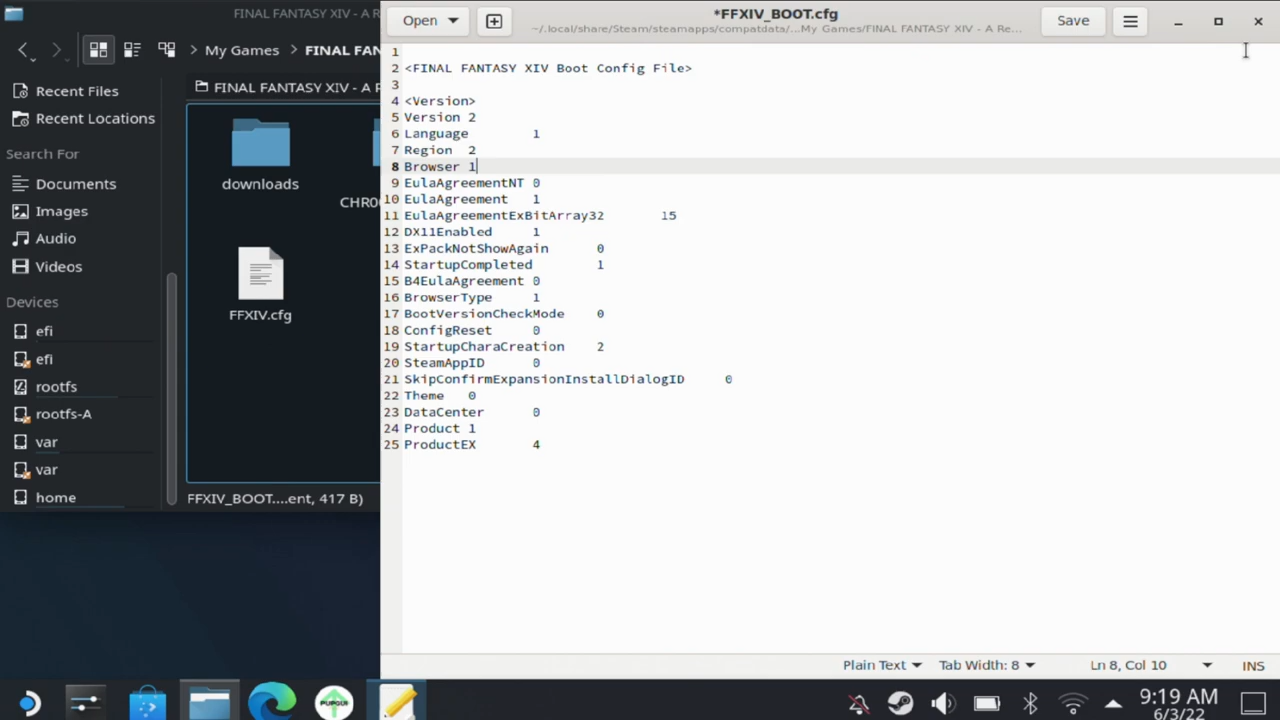 FINAL FANTASY XIV - A R
My Games
FINAL FAN
FINAL FANTASY XIV - A R
Recent Files
Recent Locations
Search For
Documents
Images
Audio
Videos
Devices
efi
efi
rootfs
rootfs-A
var
var
home
downloads
CHR00
FFXIV.cfg
FFXIV_BOOT....ent, 417 B)
Open
*FFXIV_BOOT.cfg
~/.local/share/Steam/steamapps/compatdata/...My Games/FINAL FANTASY XIV - A Re...
Save
1
2 <FINAL FANTASY XIV Boot Config File>
3
4 <Version>
5 Version 2
6 Language 1
7 Region 2
8 Browser 1
9 EulaAgreementNT 0
10 EulaAgreement 1
11 EulaAgreementExBitArray32 15
12 DX11Enabled 1
13 ExPackNotShowAgain 0
14 StartupCompleted 1
15 B4EulaAgreement 0
16 BrowserType 1
17 BootVersionCheckMode 0
18 ConfigReset 0
19 StartupCharaCreation 2
20 SteamAppID 0
21 SkipConfirmExpansionInstallDialogID 0
22 Theme 0
23 DataCenter 0
24 Product 1
25 ProductEX 4
Plain Text
Tab Width: 8
Ln 8, Col 10
INS
PUPGUI
9:19 AM
6/3/22